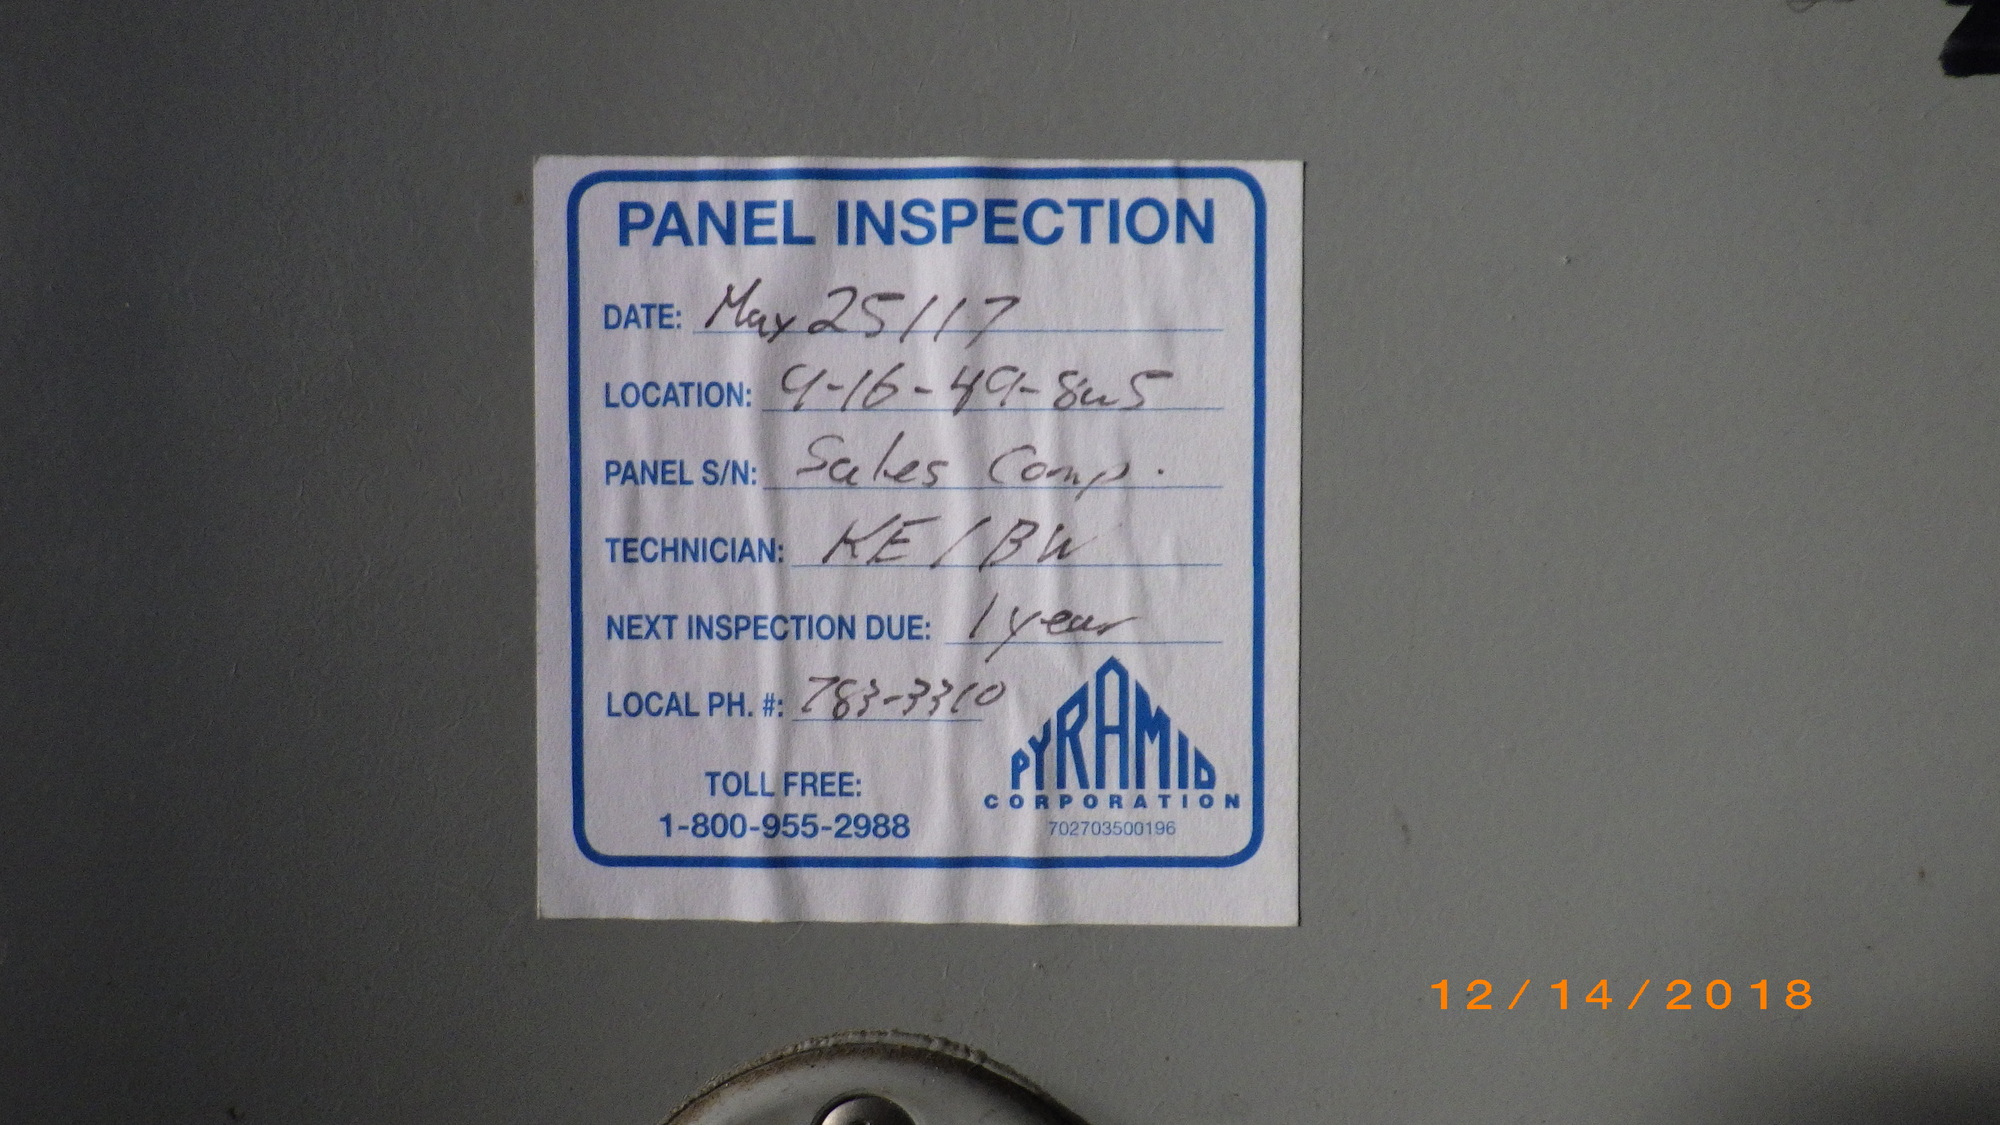 PANEL INSPECTION
DATE: May 25/17
LOCATION: 9-16-49-8w5
PANEL S/N: Sales Comp.
TECHNICIAN: KE/BW
NEXT INSPECTION DUE: 1 year
LOCAL PH. #: 783-3310
PYRAMID
CORPORATION
702703500196
TOLL FREE:
1-800-955-2988
12/14/2018